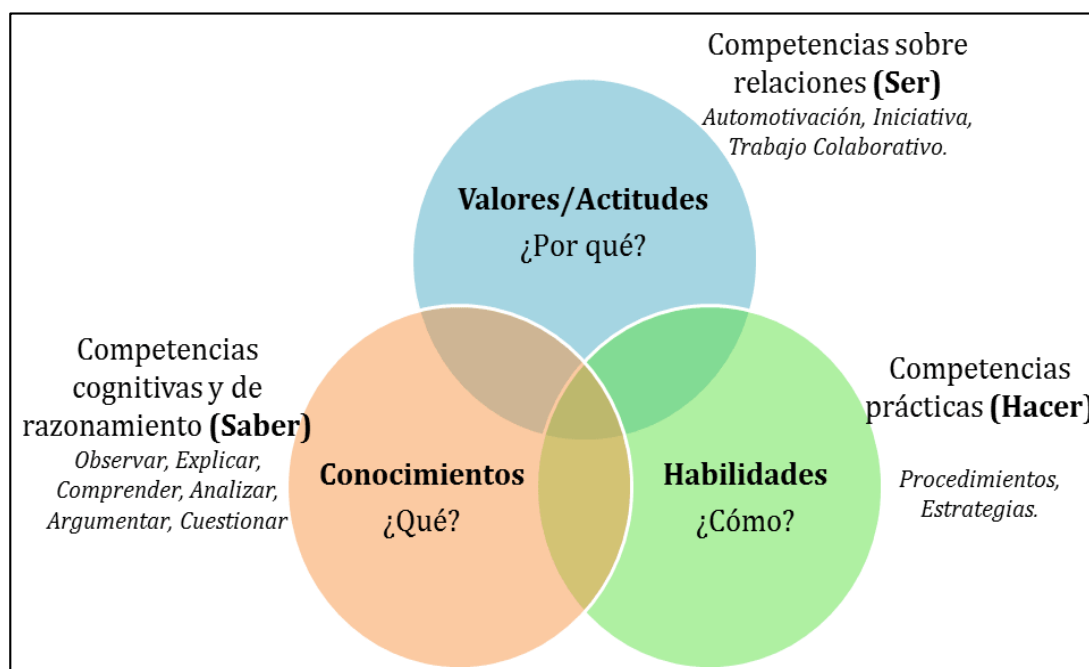 Competencias sobre
relaciones (Ser)
Automotivación, Iniciativa,
Trabajo Colaborativo.
Valores/Actitudes
¿Por qué?
Competencias
cognitivas y de
razonamiento (Saber)
Observar, Explicar,
Comprender, Analizar,
Argumentar, Cuestionar
Conocimientos
¿Qué?
Habilidades
¿Cómo?
Competencias
prácticas (Hacer)
Procedimientos,
Estrategias.